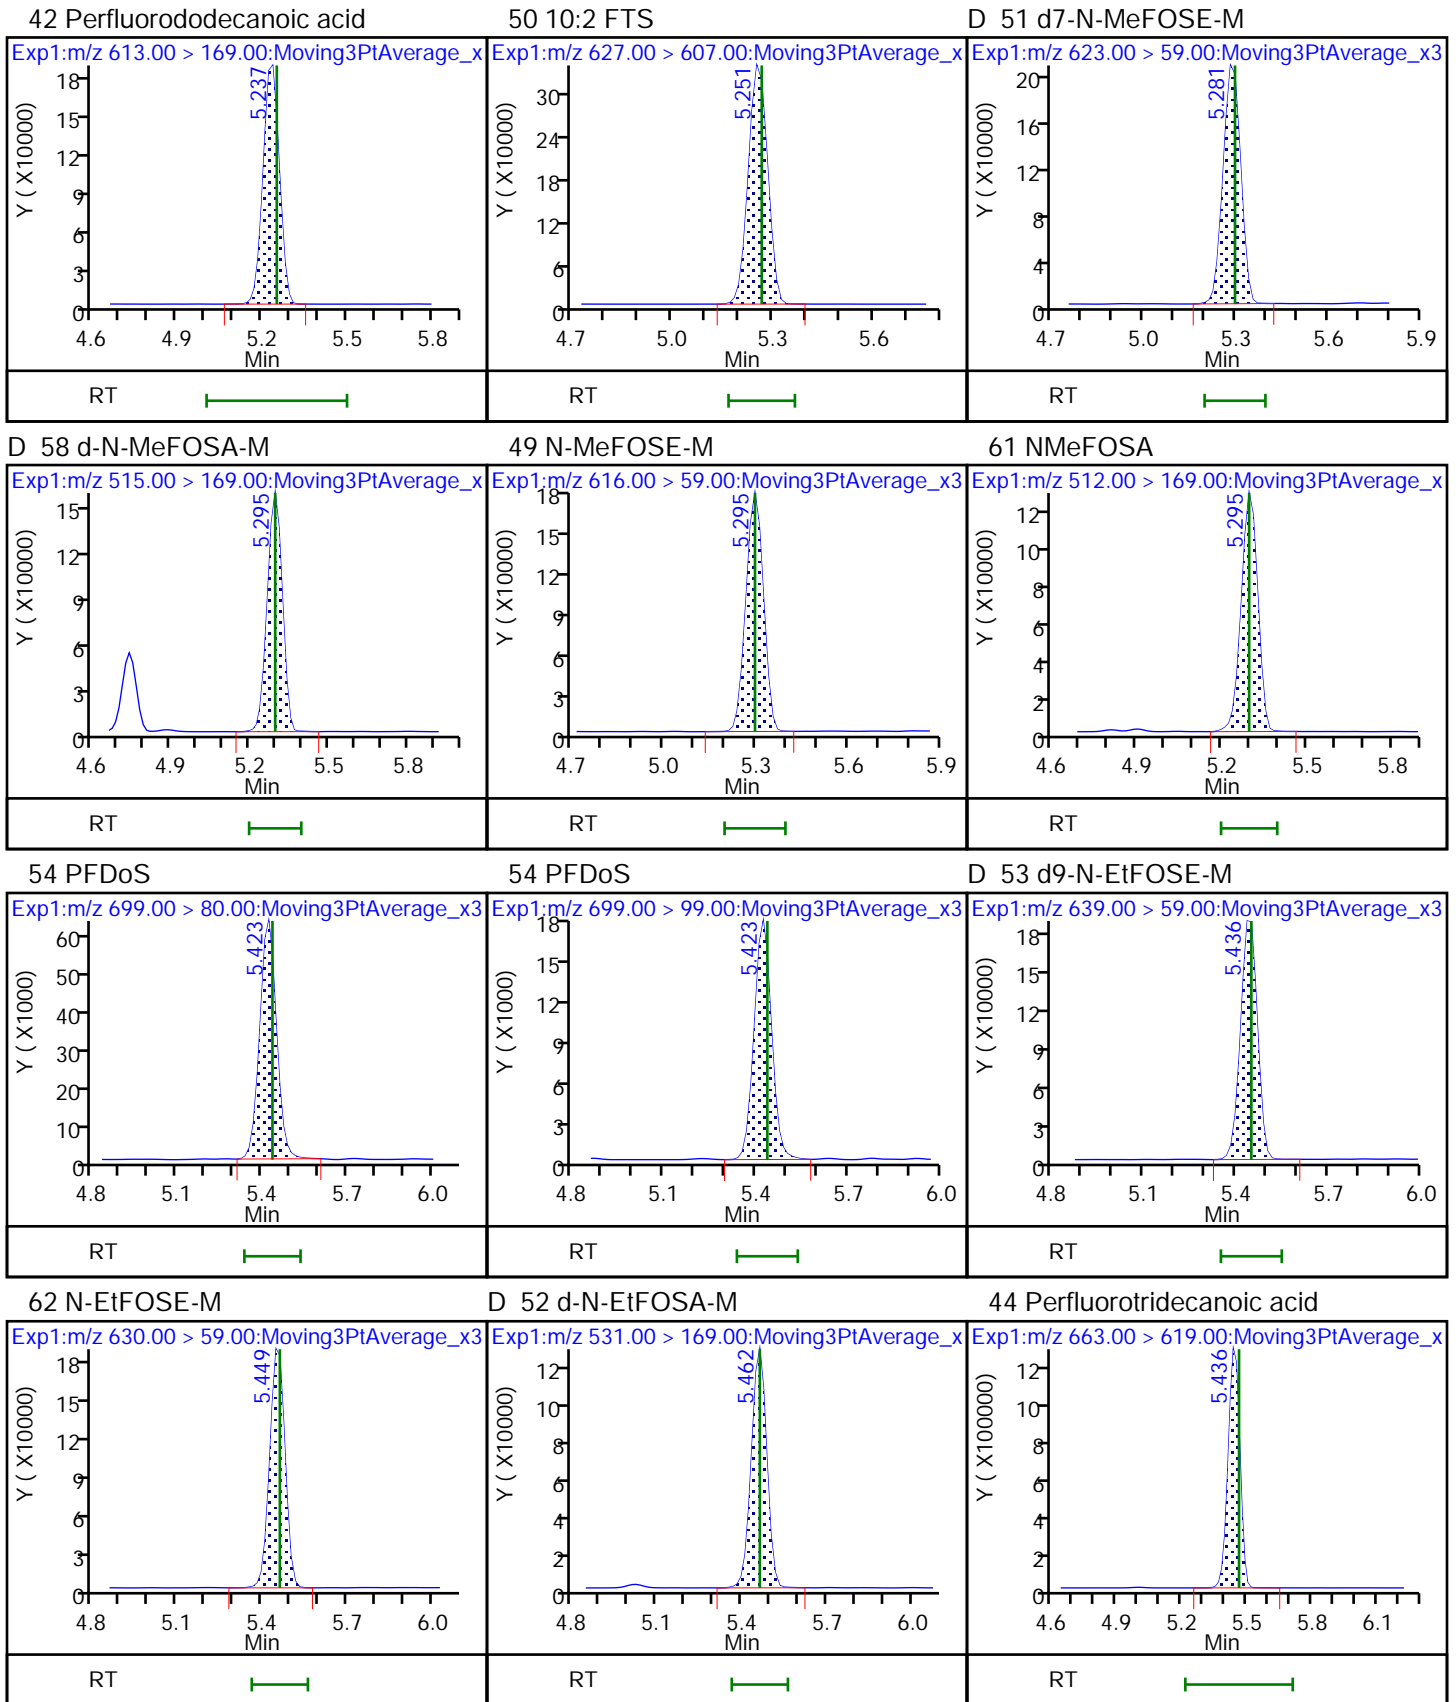 42 Perfluorododecanoic acid
Exp1:m/z 613.00 > 169.00:Moving3PtAverage_x
5.237
Y ( X10000)
18
15
12
9
6
3
0
4.6 4.9 5.2 5.5 5.8
Min
RT
50 10:2 FTS
Exp1:m/z 627.00 > 607.00:Moving3PtAverage_x
5.251
Y ( X10000)
30
24
18
12
6
0
4.7 5.0 5.3 5.6
Min
RT
D 51 d7-N-MeFOSE-M
Exp1:m/z 623.00 > 59.00:Moving3PtAverage_x3
5.281
Y ( X10000)
20
16
12
8
4
0
4.7 5.0 5.3 5.6 5.9
Min
RT
D 58 d-N-MeFOSA-M
Exp1:m/z 515.00 > 169.00:Moving3PtAverage_x
5.295
Y ( X10000)
15
12
9
6
3
0
4.6 4.9 5.2 5.5 5.8
Min
RT
49 N-MeFOSE-M
Exp1:m/z 616.00 > 59.00:Moving3PtAverage_x3
5.295
Y ( X10000)
18
15
12
9
6
3
0
4.7 5.0 5.3 5.6 5.9
Min
RT
61 NMeFOSA
Exp1:m/z 512.00 > 169.00:Moving3PtAverage_x
5.295
Y ( X10000)
12
10
8
6
4
2
0
4.6 4.9 5.2 5.5 5.8
Min
RT
54 PFDoS
Exp1:m/z 699.00 > 80.00:Moving3PtAverage_x3
5.423
Y ( X1000)
60
50
40
30
20
10
0
4.8 5.1 5.4 5.7 6.0
Min
RT
54 PFDoS
Exp1:m/z 699.00 > 99.00:Moving3PtAverage_x3
5.423
Y ( X1000)
18
15
12
9
6
3
0
4.8 5.1 5.4 5.7 6.0
Min
RT
D 53 d9-N-EtFOSE-M
Exp1:m/z 639.00 > 59.00:Moving3PtAverage_x3
5.436
Y ( X10000)
18
15
12
9
6
3
0
4.8 5.1 5.4 5.7 6.0
Min
RT
62 N-EtFOSE-M
Exp1:m/z 630.00 > 59.00:Moving3PtAverage_x3
5.449
Y ( X10000)
18
15
12
9
6
3
0
4.8 5.1 5.4 5.7 6.0
Min
RT
D 52 d-N-EtFOSA-M
Exp1:m/z 531.00 > 169.00:Moving3PtAverage_x
5.462
Y ( X10000)
12
10
8
6
4
2
0
4.8 5.1 5.4 5.7 6.0
Min
RT
44 Perfluorotridecanoic acid
Exp1:m/z 663.00 > 619.00:Moving3PtAverage_x
5.436
Y ( X100000)
12
10
8
6
4
2
0
4.6 4.9 5.2 5.5 5.8 6.1
Min
RT